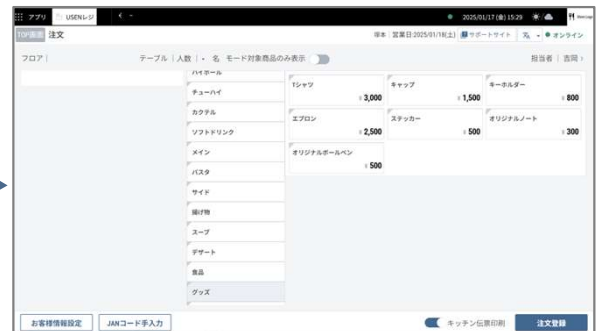 アプリ USENレジ 2025/01/17(金) 15:29
TOP画面 注文 営業日:2025/01/18(土) サポートサイト オンライン
フロア | テーブル | 人数 | - 名 モード対象商品のみ表示 担当者 | 吉岡
ハイボール
チューハイ
カクテル
ソフトドリンク
メイン
パスタ
サイド
揚げ物
スープ
デザート
食品
グッズ
Tシャツ キャップ キーホルダー
3,000 1,500 800
エプロン ステッカー オリジナルノート
2,500 500 300
オリジナルボールペン
500
お客様情報設定 JANコード手入力 キッチン伝票印刷 注文登録